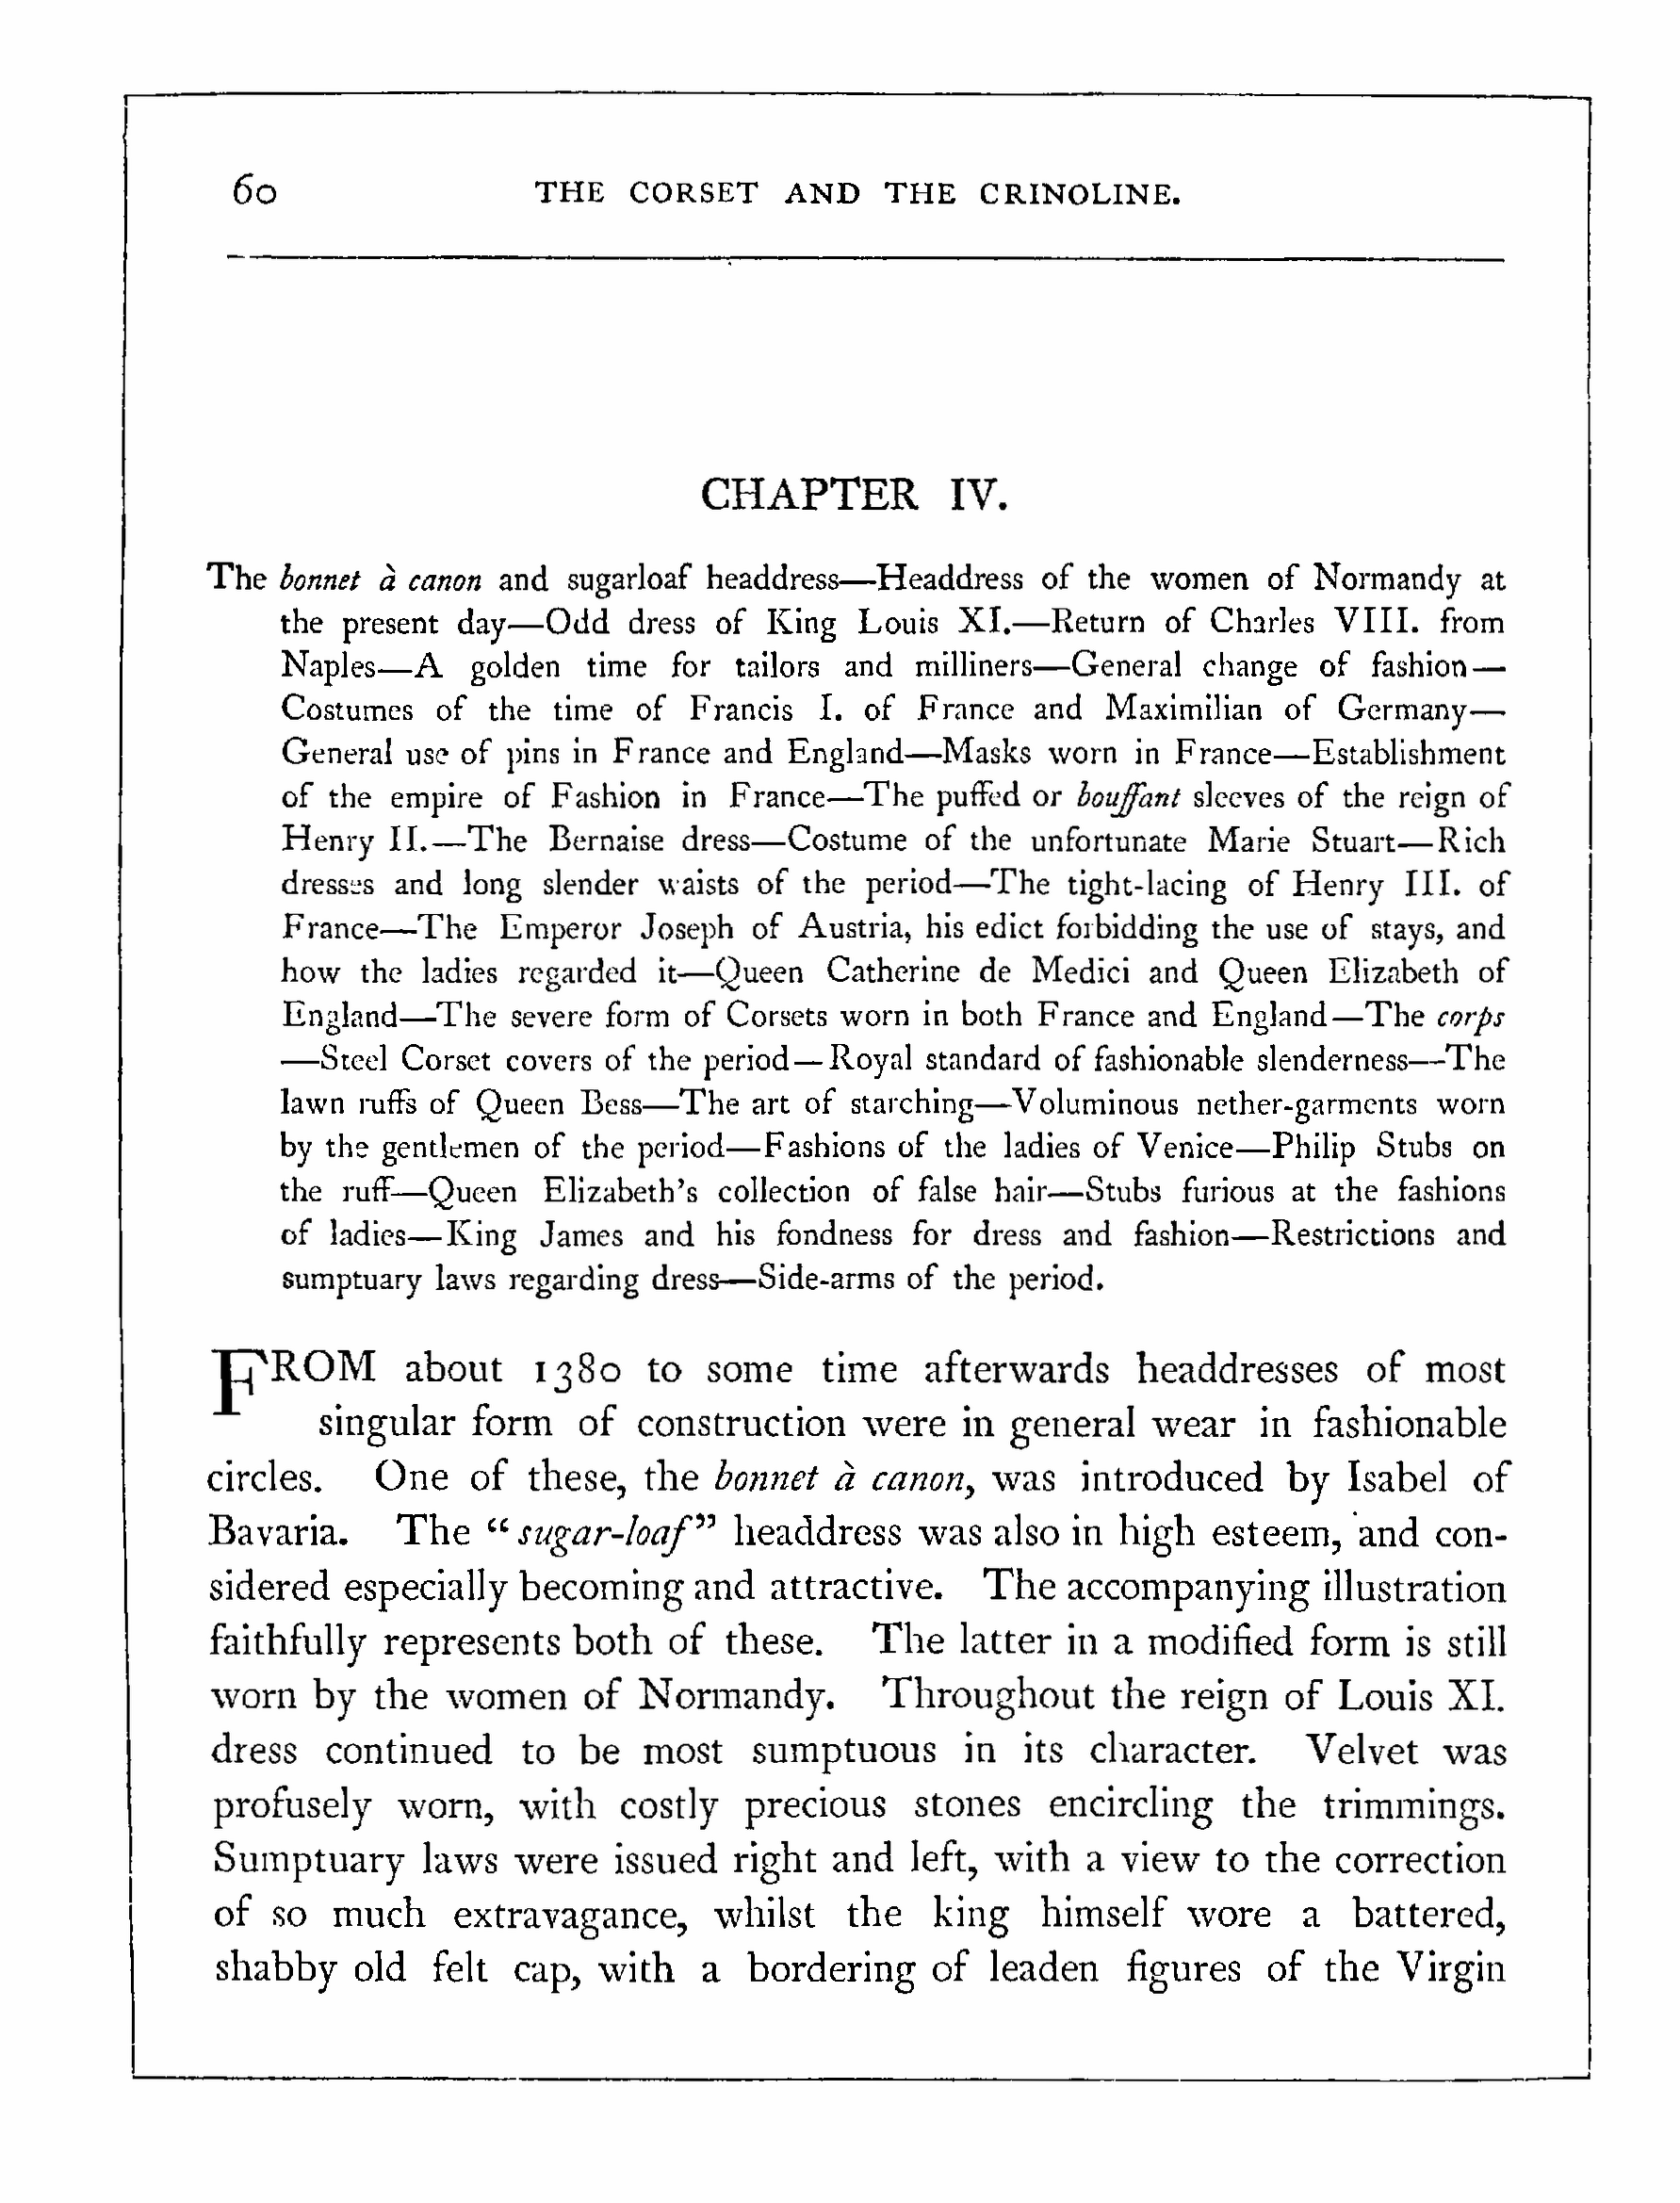 60 THE CORSET AND THE CRINOLINE.
CHAPTER IV.
The bonnet à canon and sugarloaf headdress—Headdress of the women of Normandy at
the present day—Odd dress of King Louis XI.—Return of Charles VIII. from
Naples—A golden time for tailors and milliners—General change of fashion—
Costumes of the time of Francis I. of France and Maximilian of Germany—
General use of pins in France and England—Masks worn in France—Establishment
of the empire of Fashion in France—The puffed or bouffant sleeves of the reign of
Henry II.—The Bernaise dress—Costume of the unfortunate Marie Stuart—Rich
dresses and long slender waists of the period—The tight-lacing of Henry III. of
France—The Emperor Joseph of Austria, his edict forbidding the use of stays, and
how the ladies regarded it—Queen Catherine de Medici and Queen Elizabeth of
England—The severe form of Corsets worn in both France and England—The corps
—Steel Corset covers of the period—Royal standard of fashionable slenderness—The
lawn ruffs of Queen Bess—The art of starching—Voluminous nether-garments worn
by the gentlemen of the period—Fashions of the ladies of Venice—Philip Stubs on
the ruff—Queen Elizabeth's collection of false hair—Stubs furious at the fashions
of ladies—King James and his fondness for dress and fashion—Restrictions and
sumptuary laws regarding dress—Side-arms of the period.
FROM about 1380 to some time afterwards headdresses of most
singular form of construction were in general wear in fashionable
circles. One of these, the bonnet à canon, was introduced by Isabel of
Bavaria. The “sugar-loaf” headdress was also in high esteem, and con-
sidered especially becoming and attractive. The accompanying illustration
faithfully represents both of these. The latter in a modified form is still
worn by the women of Normandy. Throughout the reign of Louis XI.
dress continued to be most sumptuous in its character. Velvet was
profusely worn, with costly precious stones encircling the trimmings.
Sumptuary laws were issued right and left, with a view to the correction
of so much extravagance, whilst the king himself wore a battered,
shabby old felt cap, with a bordering of leaden figures of the Virgin